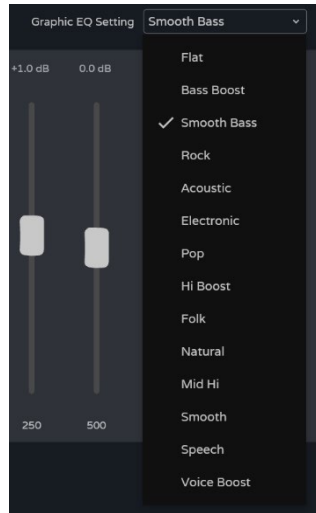 Graphic EQ Setting Smooth Bass
+1.0 dB 0.0 dB
Flat
Bass Boost
Smooth Bass
Rock
Acoustic
Electronic
Pop
Hi Boost
Folk
Natural
Mid Hi
Smooth
250 500
Speech
Voice Boost